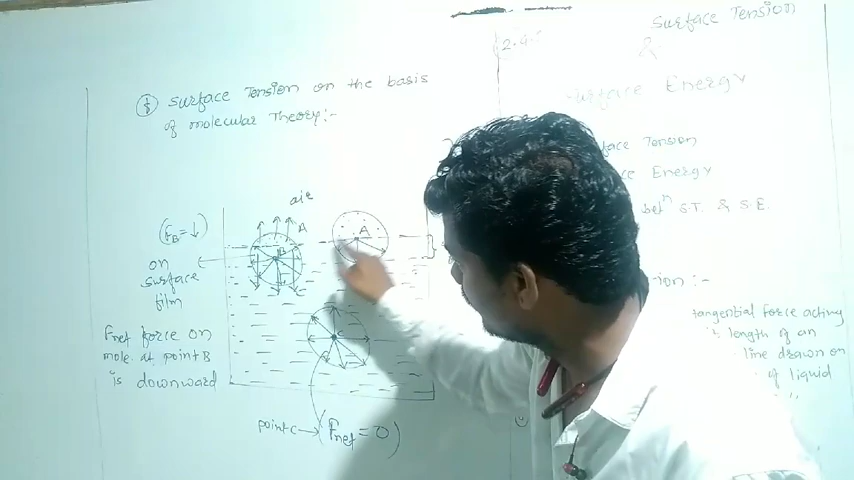 Surface Tension on the basis
of molecular Theory:-
air
(F_B = ↓)
A
A
B
on
surface
film
C
Fnet force on
mole. at point B
is downward
point C → (Fnet = 0)
Surface Tension
&
Surface Energy
face Tension
ce Energy
betⁿ S.T. & S.E.
ion :-
tangential force acting
length of an
line drawn on
of liquid